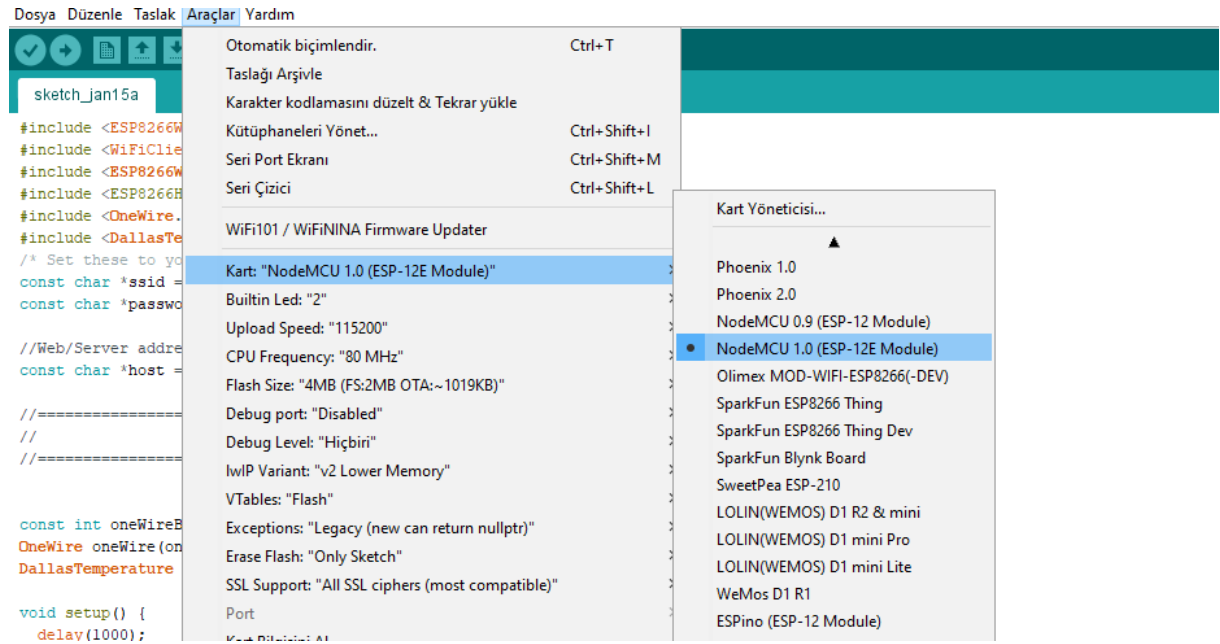 Dosya Düzenle Taslak Araçlar Yardım
sketch_jan15a
#include <ESP8266W
#include <WiFiClie
#include <ESP8266W
#include <ESP8266H
#include <OneWire.
#include <DallasTe
/* Set these to yo
const char *ssid =
const char *passwo
//Web/Server addre
const char *host =
//==================
//
//==================
const int oneWireB
OneWire oneWire(on
DallasTemperature
void setup() {
delay(1000);
Otomatik biçimlendir. Ctrl+T
Taslağı Arşivle
Karakter kodlamasını düzelt & Tekrar yükle
Kütüphaneleri Yönet... Ctrl+Shift+I
Seri Port Ekranı Ctrl+Shift+M
Seri Çizici Ctrl+Shift+L
WiFi101 / WiFiNINA Firmware Updater
Kart: "NodeMCU 1.0 (ESP-12E Module)"
Builtin Led: "2"
Upload Speed: "115200"
CPU Frequency: "80 MHz"
Flash Size: "4MB (FS:2MB OTA:~1019KB)"
Debug port: "Disabled"
Debug Level: "Hiçbiri"
lwIP Variant: "v2 Lower Memory"
VTables: "Flash"
Exceptions: "Legacy (new can return nullptr)"
Erase Flash: "Only Sketch"
SSL Support: "All SSL ciphers (most compatible)"
Port
Kart Bilgisini Al
Kart Yöneticisi...
Phoenix 1.0
Phoenix 2.0
NodeMCU 0.9 (ESP-12 Module)
NodeMCU 1.0 (ESP-12E Module)
Olimex MOD-WIFI-ESP8266(-DEV)
SparkFun ESP8266 Thing
SparkFun ESP8266 Thing Dev
SparkFun Blynk Board
SweetPea ESP-210
LOLIN(WEMOS) D1 R2 & mini
LOLIN(WEMOS) D1 mini Pro
LOLIN(WEMOS) D1 mini Lite
WeMos D1 R1
ESPino (ESP-12 Module)